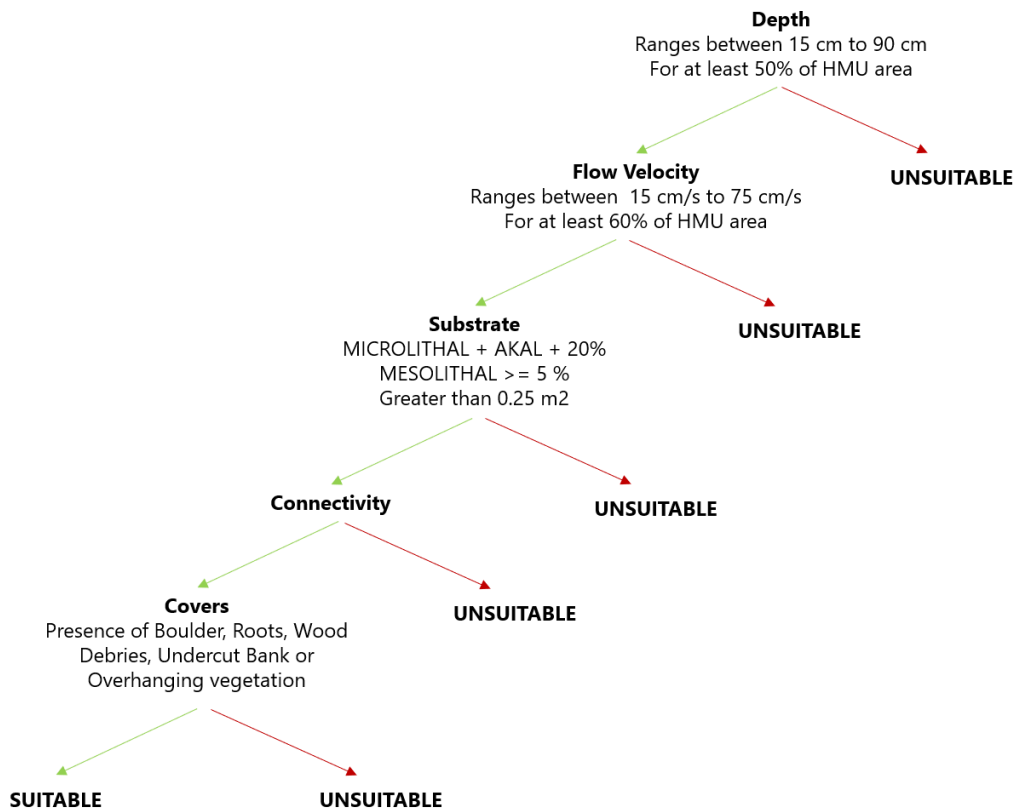 Depth
Ranges between 15 cm to 90 cm
For at least 50% of HMU area
UNSUITABLE
Flow Velocity
Ranges between 15 cm/s to 75 cm/s
For at least 60% of HMU area
UNSUITABLE
Substrate
MICROLITHAL + AKAL + 20%
MESOLITHAL >= 5 %
Greater than 0.25 m2
UNSUITABLE
Connectivity
UNSUITABLE
Covers
Presence of Boulder, Roots, Wood
Debries, Undercut Bank or
Overhanging vegetation
SUITABLE
UNSUITABLE